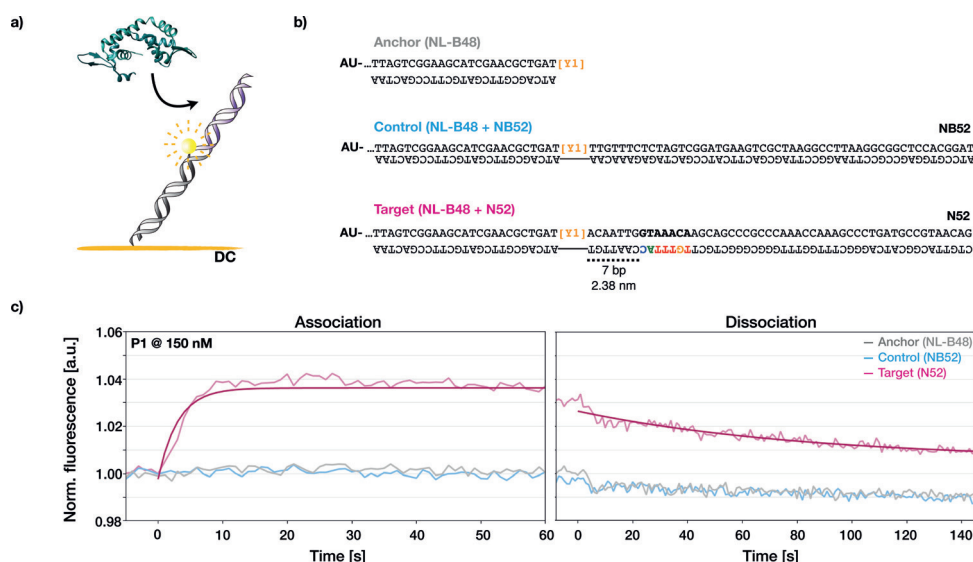 a)
DC
b)
Anchor (NL-B48)
AU- ...TTAGTCGGAAGCATCGAACGCTGAT[Y1]
ATCAGCGTTCGATGCTTCCGACTAA
Control (NL-B48 + NB52)
NB52
AU- ...TTAGTCGGAAGCATCGAACGCTGAT[Y1]TTGTTTCTCTAGTCGGATGAAGTCGCTAAGGCCTTAAGGCGGCTCCACGGAT
Target (NL-B48 + N52)
N52
AU- ...TTAGTCGGAAGCATCGAACGCTGAT[Y1]ACAATTGGTAAACAAGCAGCCCGCCCAAACCAAAGCCCTGATGCCGTAACAG
7 bp
2.38 nm
c)
Association
Dissociation
P1 @ 150 nM
Anchor (NL-B48)
Control (NB52)
Target (N52)
Norm. fluorescence [a.u.]
1.06
1.04
1.02
1.00
0.98
0 10 20 30 40 50 60
0 20 40 60 80 100 120 140
Time [s]
Time [s]